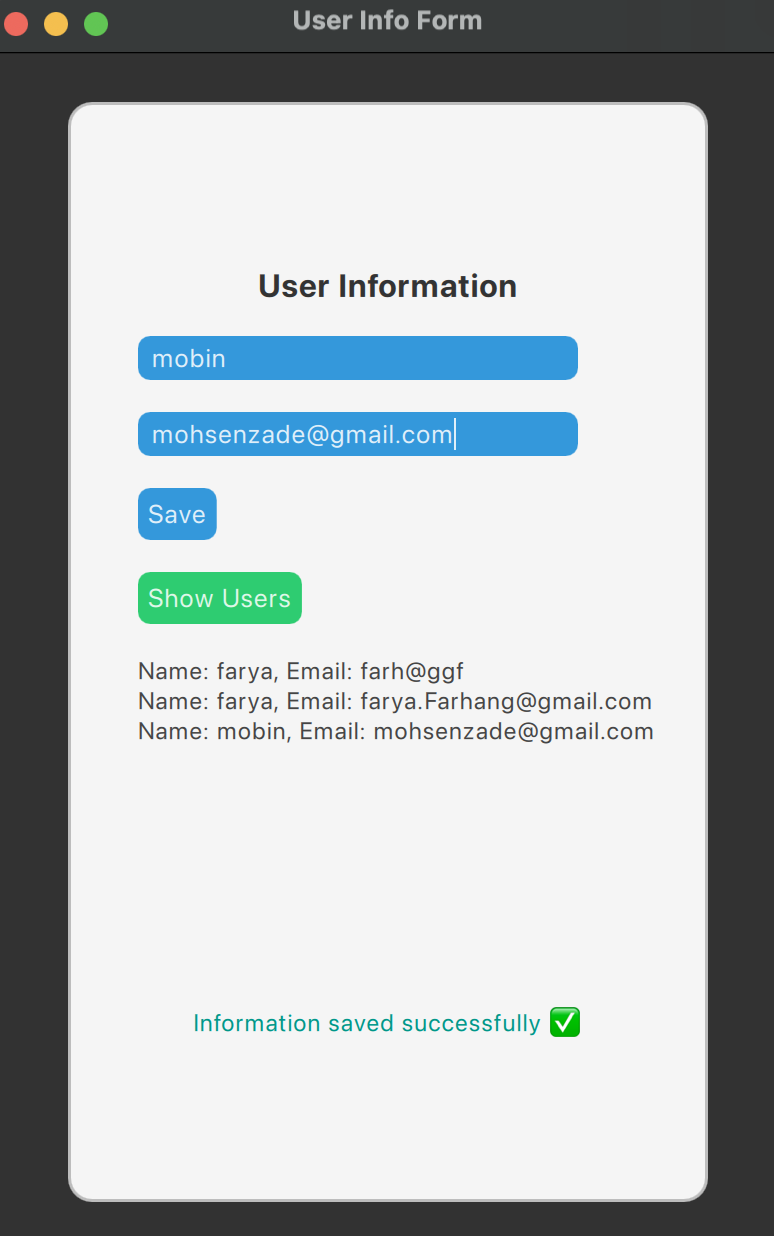 User Info Form
User Information
mobin
mohsenzade@gmail.com
Save
Show Users
Name: farya, Email: farh@ggf
Name: farya, Email: farya.Farhang@gmail.com
Name: mobin, Email: mohsenzade@gmail.com
Information saved successfully ✅